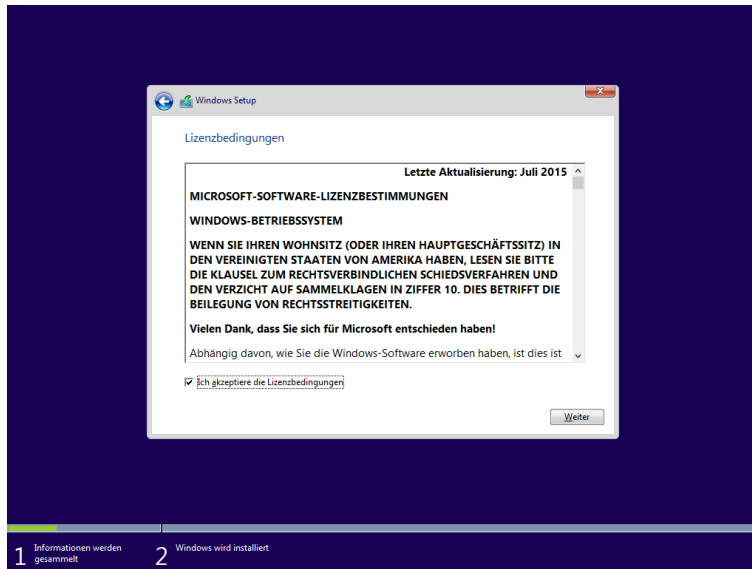 Windows Setup
Lizenzbedingungen
Letzte Aktualisierung: Juli 2015
MICROSOFT-SOFTWARE-LIZENZBESTIMMUNGEN
WINDOWS-BETRIEBSSYSTEM
WENN SIE IHREN WOHNSITZ (ODER IHREN HAUPTGESCHÄFTSSITZ) IN
DEN VEREINIGTEN STAATEN VON AMERIKA HABEN, LESEN SIE BITTE
DIE KLAUSEL ZUM RECHTSVERBINDLICHEN SCHIEDSVERFAHREN UND
DEN VERZICHT AUF SAMMELKLAGEN IN ZIFFER 10. DIES BETRIFFT DIE
BEILEGUNG VON RECHTSSTREITIGKEITEN.
Vielen Dank, dass Sie sich für Microsoft entschieden haben!
Abhängig davon, wie Sie die Windows-Software erworben haben, ist dies ist
Ich akzeptiere die Lizenzbedingungen
Weiter
1 Informationen werden
gesammelt
2 Windows wird installiert